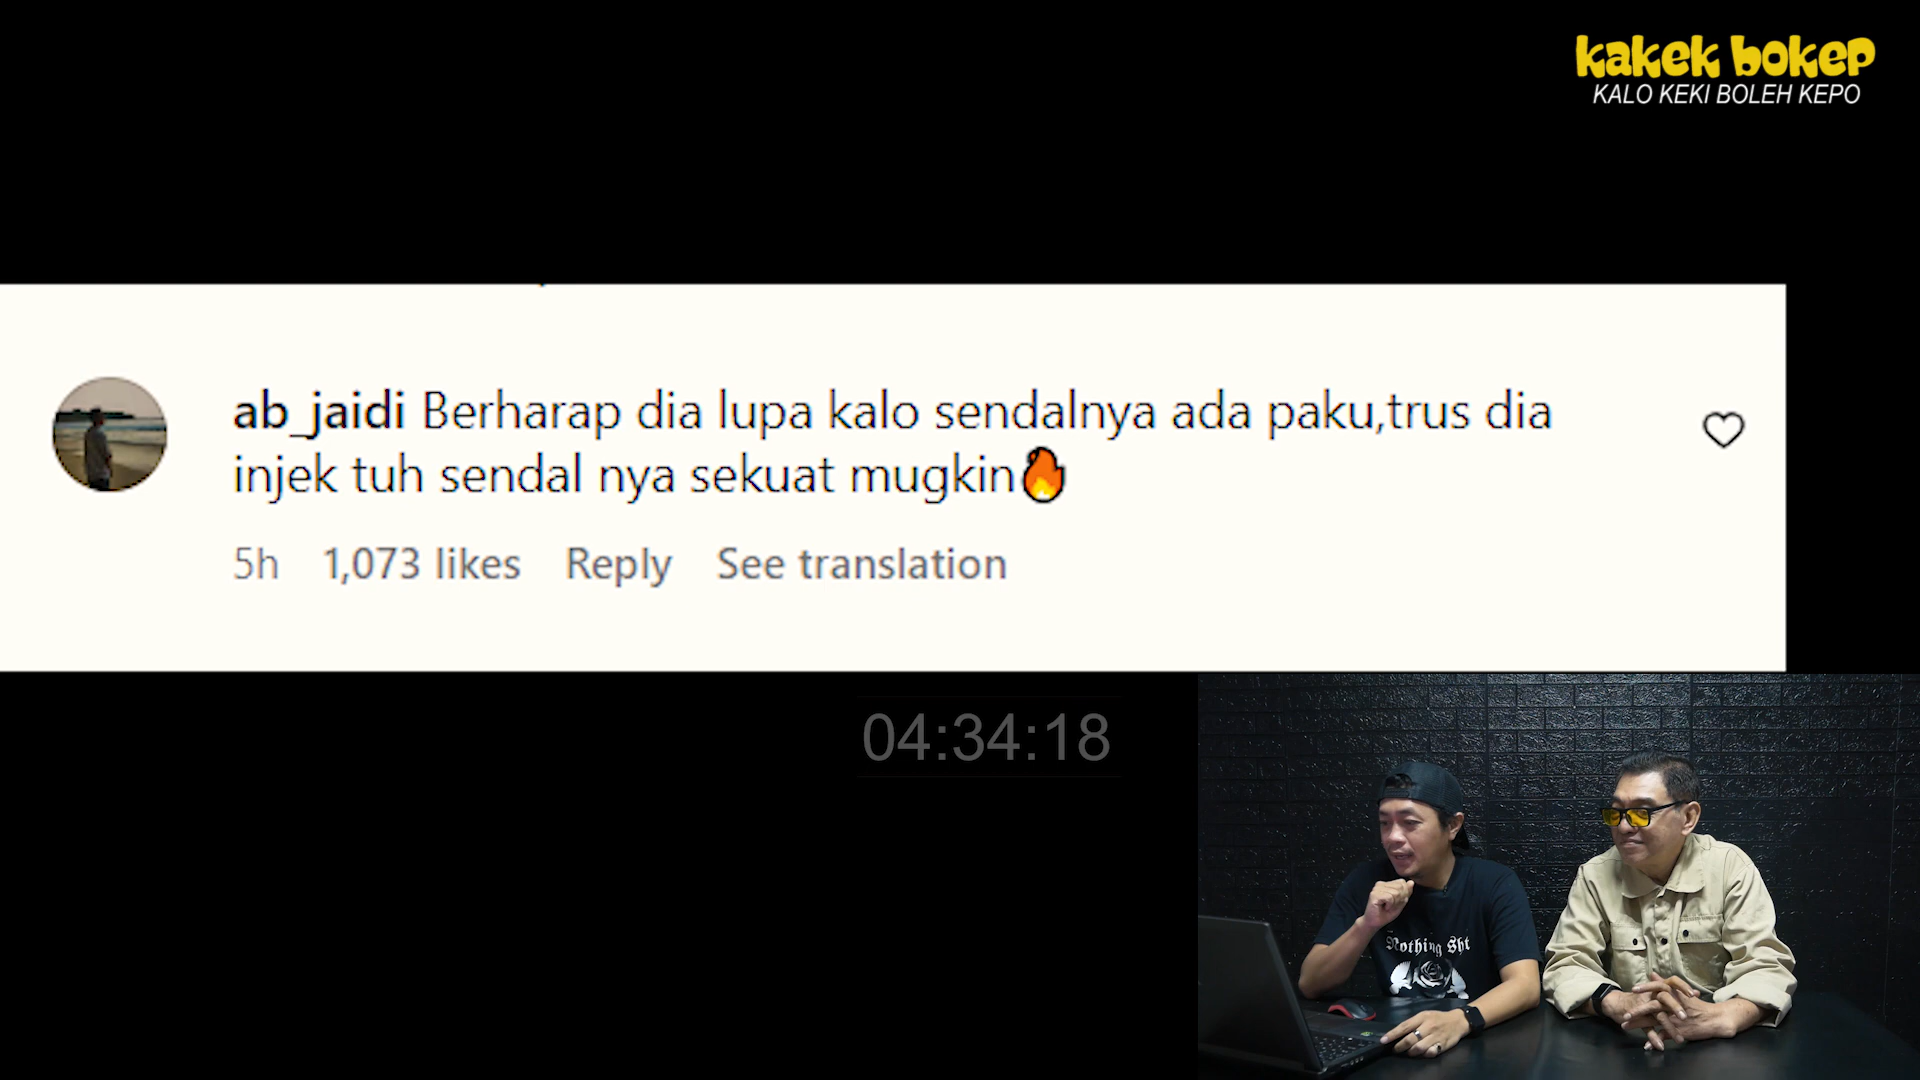 kakek bokep
KALO KEKI BOLEH KEPO
ab_jaidi Berharap dia lupa kalo sendalnya ada paku,trus dia
injek tuh sendal nya sekuat mugkin🔥
5h 1,073 likes Reply See translation
04:34:18
Nothing Sht